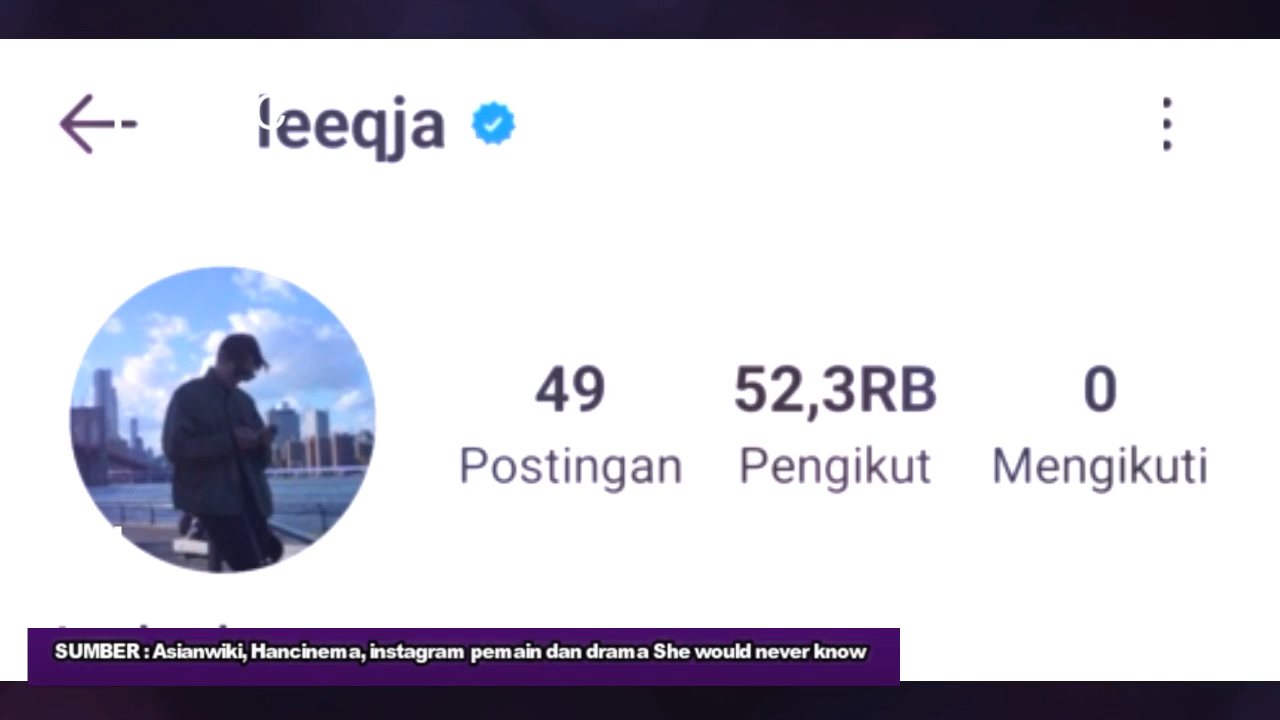 leeqja
49 52,3RB 0
Postingan Pengikut Mengikuti
SUMBER : Asianwiki, Hancinema, instagram pemain dan drama She would never know